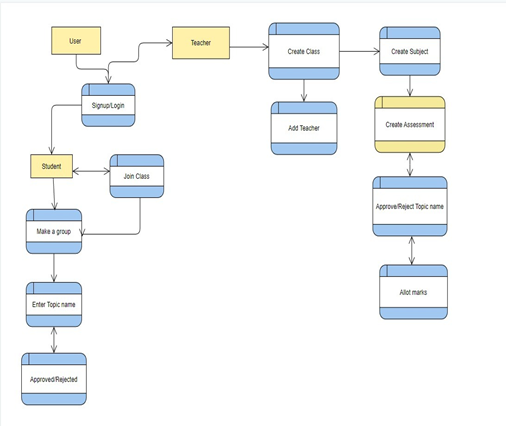 User
Teacher
Create Class
Create Subject
Signup/Login
Add Teacher
Create Assessment
Student
Join Class
Approve/Reject Topic name
Make a group
Enter Topic name
Allot marks
Approved/Rejected